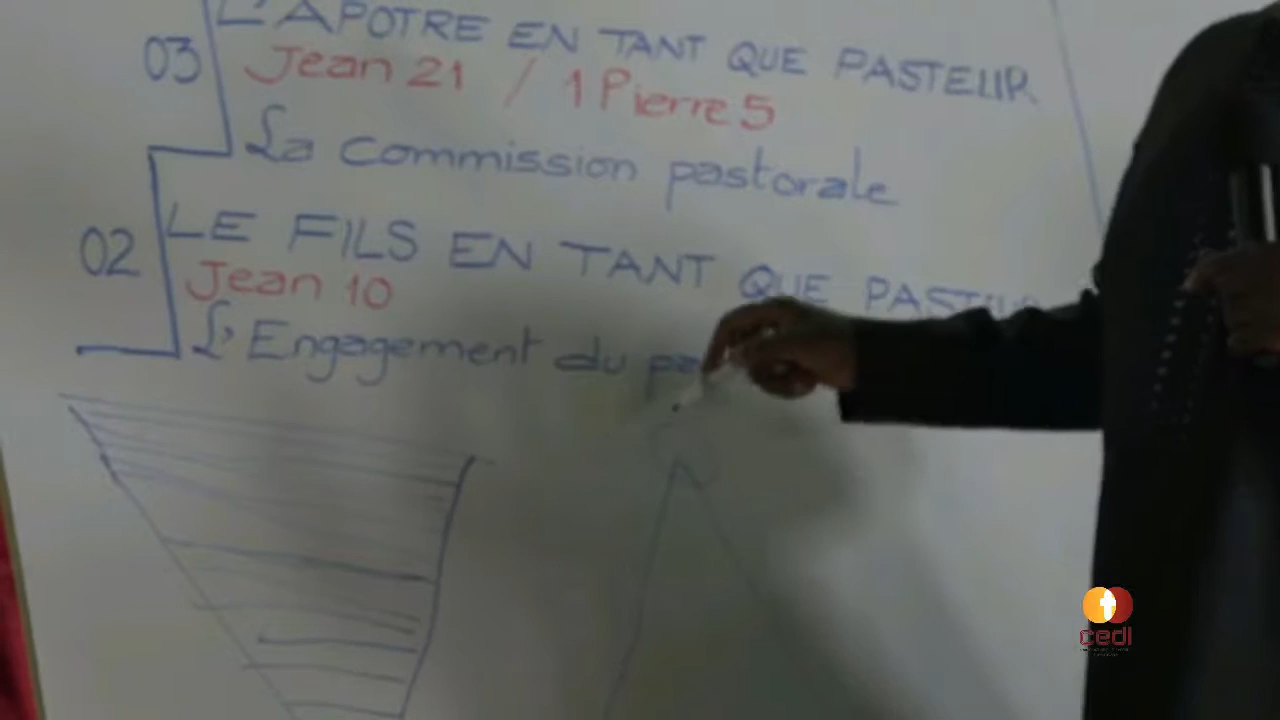 L'APOTRE EN TANT QUE PASTEUR
03
Jean 21 / 1 Pierre 5
La Commission pastorale
LE FILS EN TANT QUE PASTEUR
02
Jean 10
L'Engagement du
cedi